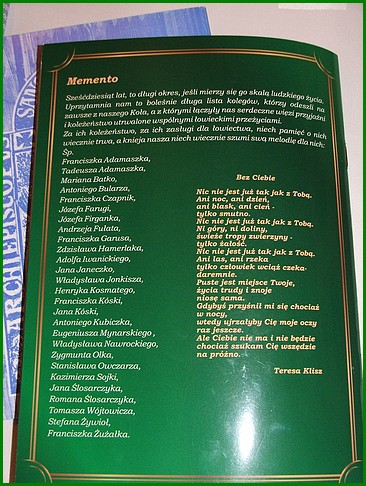 Memento
Sześćdziesiąt lat, to długi okres, jeśli mierzy się go skalą ludzkiego życia.
Uprzytamnia nam to boleśnie długa lista kolegów, którzy odeszli na
zawsze z naszego Koła, a z którymi łączyły nas serdeczne więzi przyjaźni
i koleżeństwo utrwalone wspólnymi łowieckimi przeżyciami.
Za ich koleżeństwo, za ich zasługi dla łowiectwa, niech pamięć o nich
wiecznie trwa, a knieja nasza niech wiecznie szumi swą melodię dla nich:
Śp.
Franciszka Adamaszka,
Tadeusza Adamaszka,
Mariana Batko,
Antoniego Bularza,
Franciszka Czapnik,
Józefa Farugi,
Józefa Firganka,
Andrzeja Fułata,
Franciszka Garusa,
Zdzisława Hamerlaka,
Adolfa Iwanickiego,
Jana Janeczko,
Władysława Jonkisza,
Henryka Kosmatego,
Franciszka Kóski,
Jana Kóski,
Antoniego Kubiczka,
Eugeniusza Mynarskiego,
Władysława Nawrockiego,
Zygmunta Olka,
Stanisława Owczarza,
Kazimierza Sojki,
Jana Ślosarczyka,
Romana Ślosarczyka,
Tomasza Wójtowicza,
Stefana Żywioł,
Franciszka Żużałka.
Bez Ciebie
Nic nie jest już tak jak z Tobą.
Ani noc, ani dzień,
ani blask, ani cień -
tylko smutno.
Nic nie jest już tak jak z Tobą.
Ni góry, ni doliny,
świeże tropy zwierzyny -
tylko żałość.
Nic nie jest już tak jak z Tobą.
Ani las, ani rzeka
tylko człowiek wciąż czeka-
daremnie.
Puste jest miejsce Twoje,
życia trudy i znoje
niosę sama.
Gdybyś przyśnił mi się chociaż
w nocy,
wtedy ujrzałyby Cię moje oczy
raz jeszcze.
Ale Ciebie nie ma i nie będzie
chociaż szukam Cię wszędzie
na próżno.
Teresa Klisz